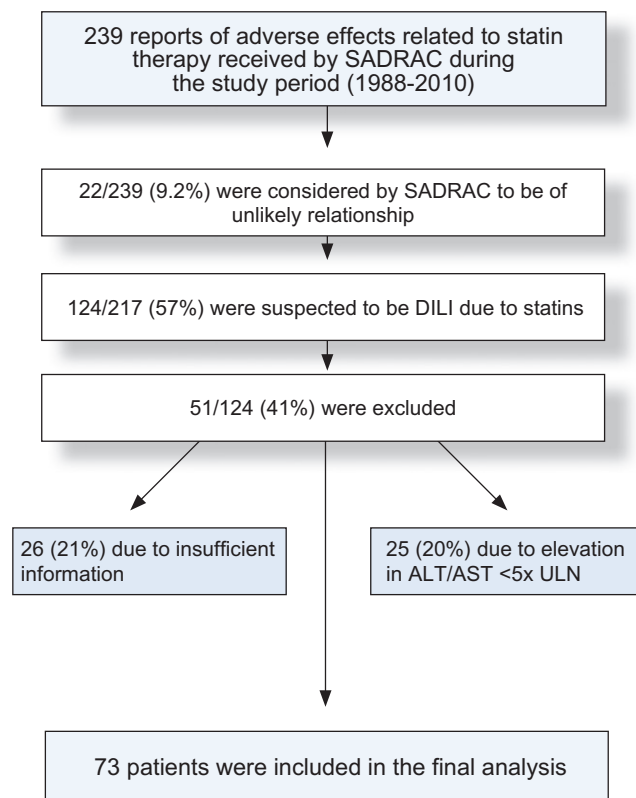 239 reports of adverse effects related to statin
therapy received by SADRAC during
the study period (1988-2010)
22/239 (9.2%) were considered by SADRAC to be of
unlikely relationship
124/217 (57%) were suspected to be DILI due to statins
51/124 (41%) were excluded
26 (21%) due to insufficient
information
25 (20%) due to elevation
in ALT/AST <5x ULN
73 patients were included in the final analysis